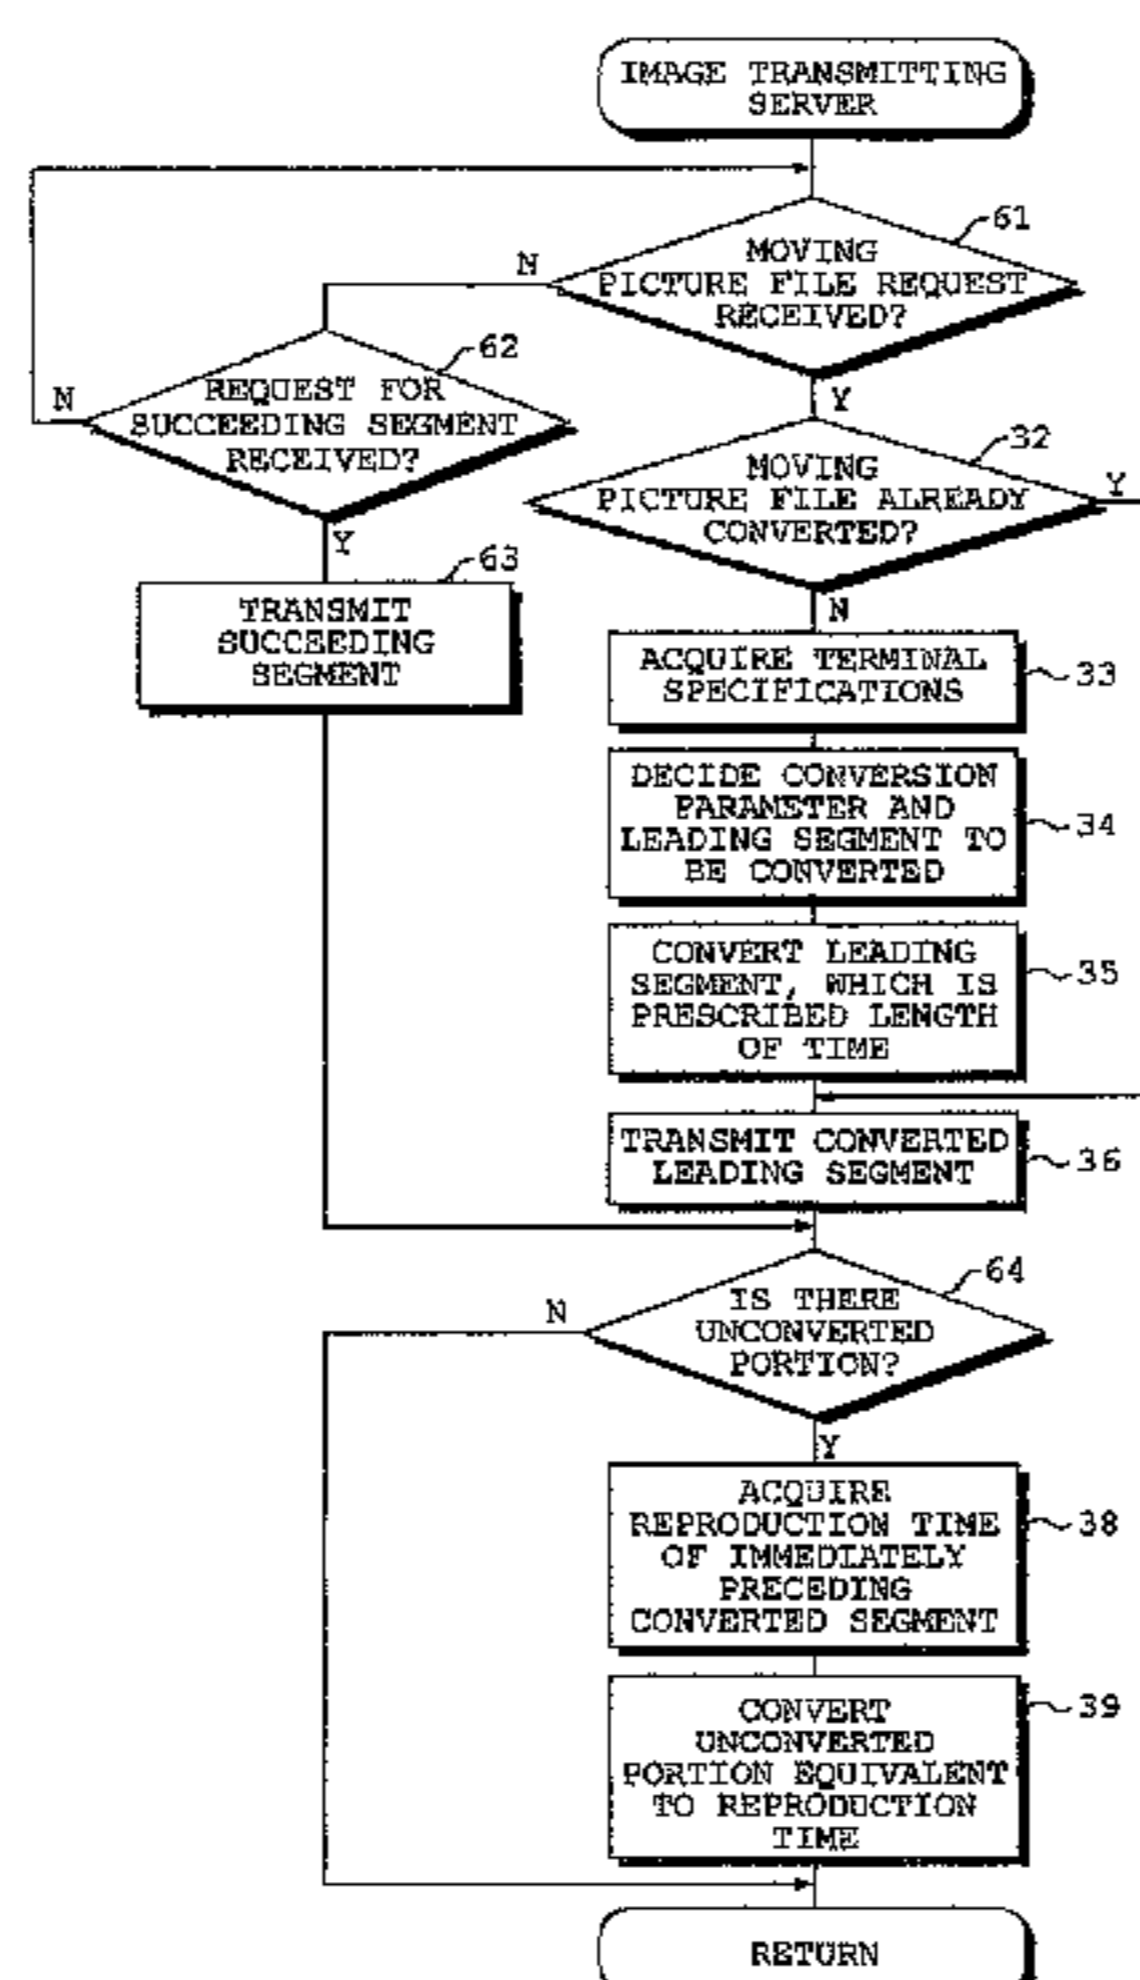 IMAGE TRANSMITTING
SERVER
61
MOVING
PICTURE FILE REQUEST
RECEIVED?
N
Y
62
REQUEST FOR
SUCCEEDING SEGMENT
RECEIVED?
N
Y
63
TRANSMIT
SUCCEEDING
SEGMENT
32
MOVING
PICTURE FILE ALREADY
CONVERTED?
Y
N
ACQUIRE TERMINAL
SPECIFICATIONS
33
DECIDE CONVERSION
PARAMETER AND
LEADING SEGMENT TO
BE CONVERTED
34
CONVERT LEADING
SEGMENT, WHICH IS
PRESCRIBED LENGTH
OF TIME
35
TRANSMIT CONVERTED
LEADING SEGMENT
36
64
IS THERE
UNCONVERTED
PORTION?
N
Y
ACQUIRE
REPRODUCTION TIME
OF IMMEDIATELY
PRECEDING
CONVERTED SEGMENT
38
CONVERT
UNCONVERTED
PORTION EQUIVALENT
TO REPRODUCTION
TIME
39
RETURN